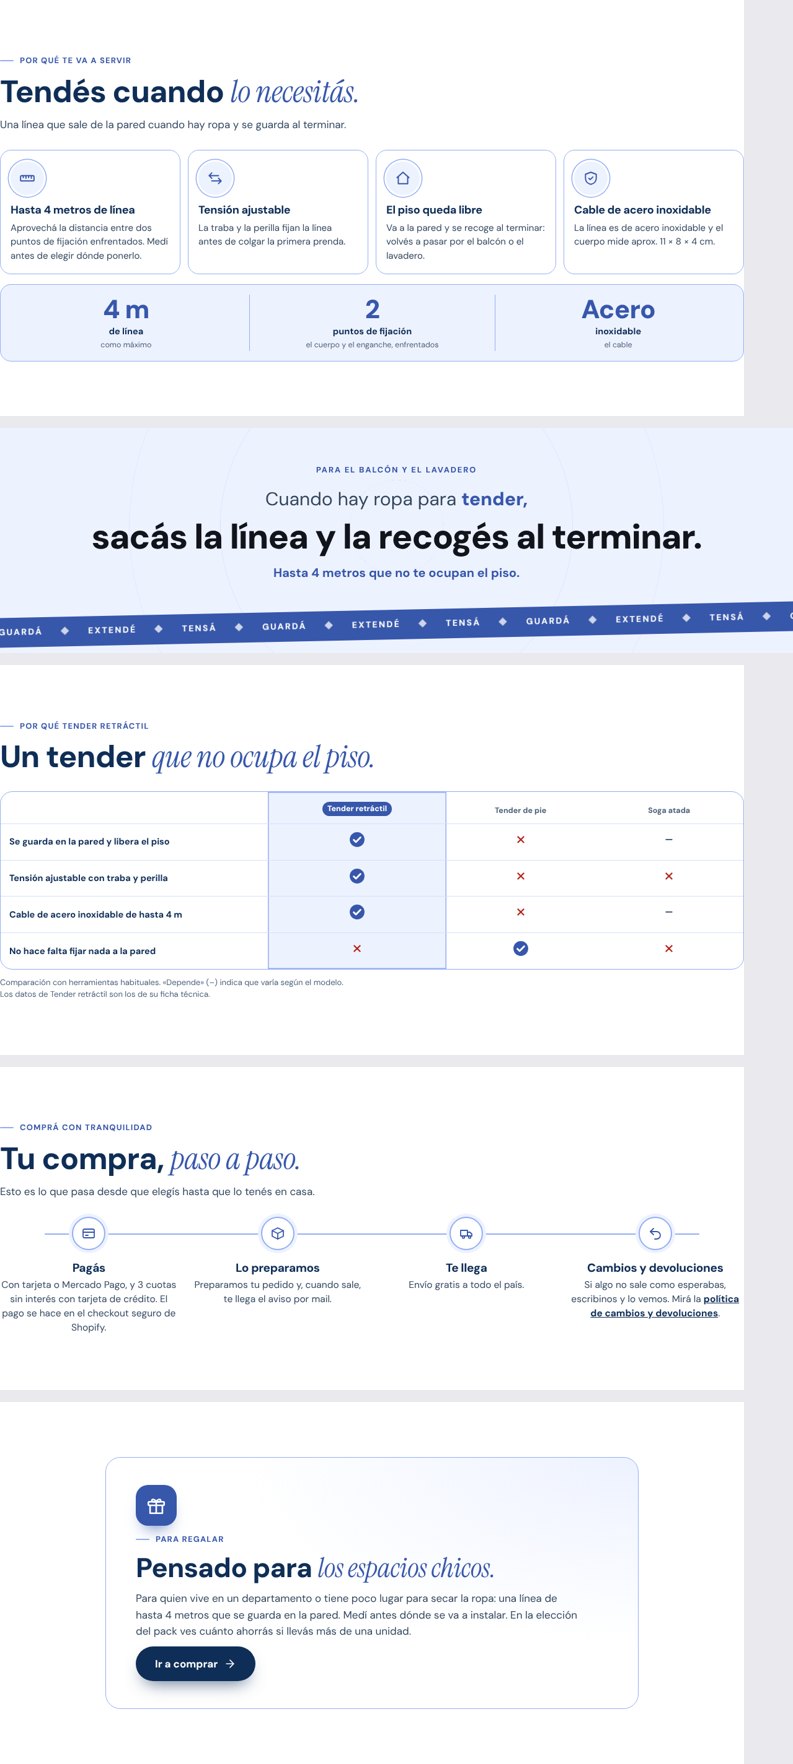 POR QUÉ TE VA A SERVIR
Tendés cuando lo necesitás.
Una línea que sale de la pared cuando hay ropa y se guarda al terminar.
Hasta 4 metros de línea
Aprovechá la distancia entre dos
puntos de fijación enfrentados. Medí
antes de elegir dónde ponerlo.
Tensión ajustable
La traba y la perilla fijan la línea
antes de colgar la primera prenda.
El piso queda libre
Va a la pared y se recoge al terminar:
volvés a pasar por el balcón o el
lavadero.
Cable de acero inoxidable
La línea es de acero inoxidable y el
cuerpo mide aprox. 11 × 8 × 4 cm.
4 m
de línea
como máximo
2
puntos de fijación
el cuerpo y el enganche, enfrentados
Acero
inoxidable
el cable
PARA EL BALCÓN Y EL LAVADERO
Cuando hay ropa para tender,
sacás la línea y la recogés al terminar.
Hasta 4 metros que no te ocupan el piso.
GUARDÁ ◆ EXTENDÉ ◆ TENSÁ ◆ GUARDÁ ◆ EXTENDÉ ◆ TENSÁ ◆ GUARDÁ ◆ EXTENDÉ ◆ TENSÁ ◆
POR QUÉ TENDER RETRÁCTIL
Un tender que no ocupa el piso.
Tender retráctil Tender de pie Soga atada
Se guarda en la pared y libera el piso ✓ ✕ –
Tensión ajustable con traba y perilla ✓ ✕ ✕
Cable de acero inoxidable de hasta 4 m ✓ ✕ –
No hace falta fijar nada a la pared ✕ ✓ ✕
Comparación con herramientas habituales. «Depende» (–) indica que varía según el modelo.
Los datos de Tender retráctil son los de su ficha técnica.
COMPRÁ CON TRANQUILIDAD
Tu compra, paso a paso.
Esto es lo que pasa desde que elegís hasta que lo tenés en casa.
Pagás
Con tarjeta o Mercado Pago, y 3 cuotas
sin interés con tarjeta de crédito. El
pago se hace en el checkout seguro de
Shopify.
Lo preparamos
Preparamos tu pedido y, cuando sale,
te llega el aviso por mail.
Te llega
Envío gratis a todo el país.
Cambios y devoluciones
Si algo no sale como esperabas,
escribinos y lo vemos. Mirá la política
de cambios y devoluciones.
PARA REGALAR
Pensado para los espacios chicos.
Para quien vive en un departamento o tiene poco lugar para secar la ropa: una línea de
hasta 4 metros que se guarda en la pared. Medí antes dónde se va a instalar. En la elección
del pack ves cuánto ahorrás si llevás más de una unidad.
Ir a comprar →